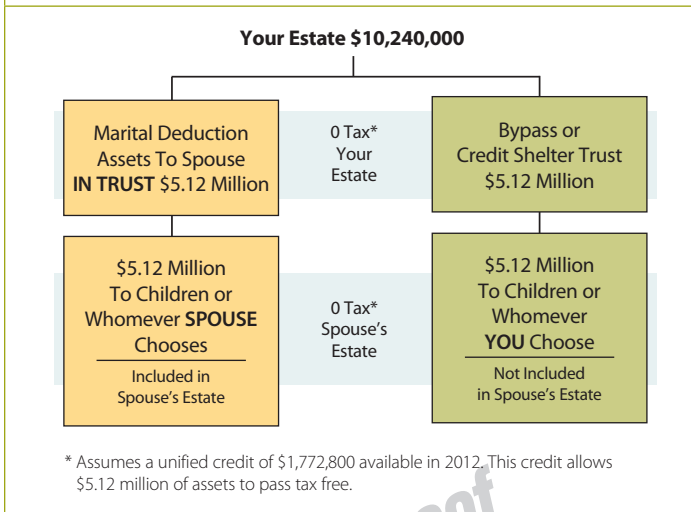 Your Estate $10,240,000
Marital Deduction
Assets To Spouse
IN TRUST $5.12 Million
0 Tax*
Your
Estate
Bypass or
Credit Shelter Trust
$5.12 Million
$5.12 Million
To Children or
Whomever SPOUSE
Chooses
Included in
Spouse's Estate
0 Tax*
Spouse's
Estate
$5.12 Million
To Children or
Whomever
YOU Choose
Not Included
in Spouse's Estate
* Assumes a unified credit of $1,772,800 available in 2012. This credit allows
$5.12 million of assets to pass tax free.